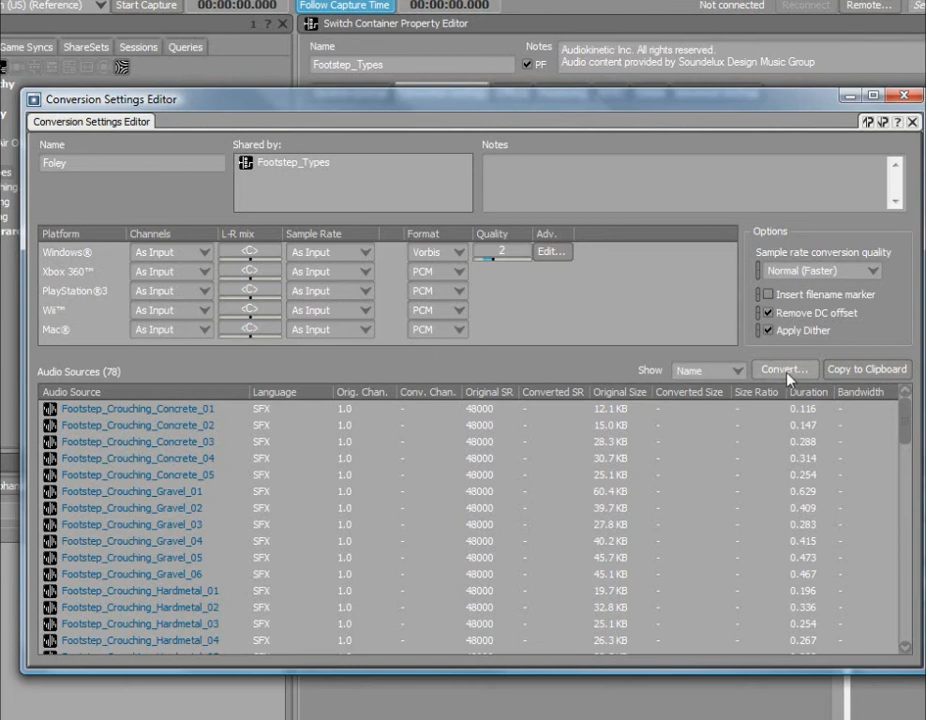 (US) (Reference) Start Capture 00:00:00.000 Follow Capture Time 00:00:00.000 Not connected Reconnect Remote...
1 ? Switch Container Property Editor
Game Syncs ShareSets Sessions Queries
Name Notes
Footstep_Types PF
Audiokinetic Inc. All rights reserved.
Audio content provided by Soundelux Design Music Group
Conversion Settings Editor
Conversion Settings Editor ?
Name Shared by: Notes
Foley Footstep_Types
Platform Channels L-R mix Sample Rate Format Quality Adv.
Windows® As Input <C> As Input Vorbis 2 Edit...
Xbox 360™ As Input <C> As Input PCM
PlayStation®3 As Input <C> As Input PCM
Wii™ As Input <C> As Input PCM
Mac® As Input <C> As Input PCM
Options
Sample rate conversion quality
Normal (Faster)
Insert filename marker
Remove DC offset
Apply Dither
Audio Sources (78) Show Name Convert... Copy to Clipboard
Audio Source Language Orig. Chan. Conv. Chan. Original SR Converted SR Original Size Converted Size Size Ratio Duration Bandwidth
Footstep_Crouching_Concrete_01 SFX 1.0 - 48000 - 12.1 KB - - 0.116 -
Footstep_Crouching_Concrete_02 SFX 1.0 - 48000 - 15.0 KB - - 0.147 -
Footstep_Crouching_Concrete_03 SFX 1.0 - 48000 - 28.3 KB - - 0.288 -
Footstep_Crouching_Concrete_04 SFX 1.0 - 48000 - 30.7 KB - - 0.314 -
Footstep_Crouching_Concrete_05 SFX 1.0 - 48000 - 25.1 KB - - 0.254 -
Footstep_Crouching_Gravel_01 SFX 1.0 - 48000 - 60.4 KB - - 0.629 -
Footstep_Crouching_Gravel_02 SFX 1.0 - 48000 - 39.7 KB - - 0.409 -
Footstep_Crouching_Gravel_03 SFX 1.0 - 48000 - 27.8 KB - - 0.283 -
Footstep_Crouching_Gravel_04 SFX 1.0 - 48000 - 40.2 KB - - 0.415 -
Footstep_Crouching_Gravel_05 SFX 1.0 - 48000 - 45.7 KB - - 0.473 -
Footstep_Crouching_Gravel_06 SFX 1.0 - 48000 - 45.1 KB - - 0.467 -
Footstep_Crouching_Hardmetal_01 SFX 1.0 - 48000 - 19.7 KB - - 0.196 -
Footstep_Crouching_Hardmetal_02 SFX 1.0 - 48000 - 32.8 KB - - 0.336 -
Footstep_Crouching_Hardmetal_03 SFX 1.0 - 48000 - 25.1 KB - - 0.254 -
Footstep_Crouching_Hardmetal_04 SFX 1.0 - 48000 - 26.3 KB - - 0.267 -